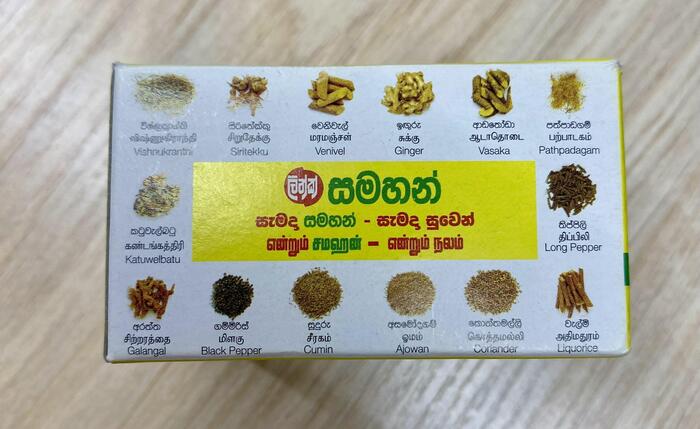 විෂ්ණුක්‍රාන්ති
விஷ்ணுகிராந்தி
Vishnukranthi
සිරිතේක්කු
சிறுதேக்கு
Siritekku
වෙනිවැල්
மரமஞ்சள்
Venivel
ඉඟුරු
சுக்கு
Ginger
ආඩතෝඩා
ஆடாதொடை
Vasaka
පත්පාඩගම්
பற்பாடகம்
Pathpadagam
කටුවැල්බටු
கண்டங்கத்திரி
Katuwelbatu
ලින්ක් සමහන්
සැමදා සමහන් - සැමදා සුවෙන්
என்றும் சமஹன் – என்றும் நலம்
තිප්පිලි
திப்பிலி
Long Pepper
අරත්ත
சிற்றரத்தை
Galangal
ගම්මිරිස්
மிளகு
Black Pepper
සූදුරු
சீரகம்
Cumin
අසමෝදගම්
ஓமம்
Ajowan
කොත්තමල්ලි
கொத்தமல்லி
Coriander
වැල්මී
அதிமதுரம்
Liquorice